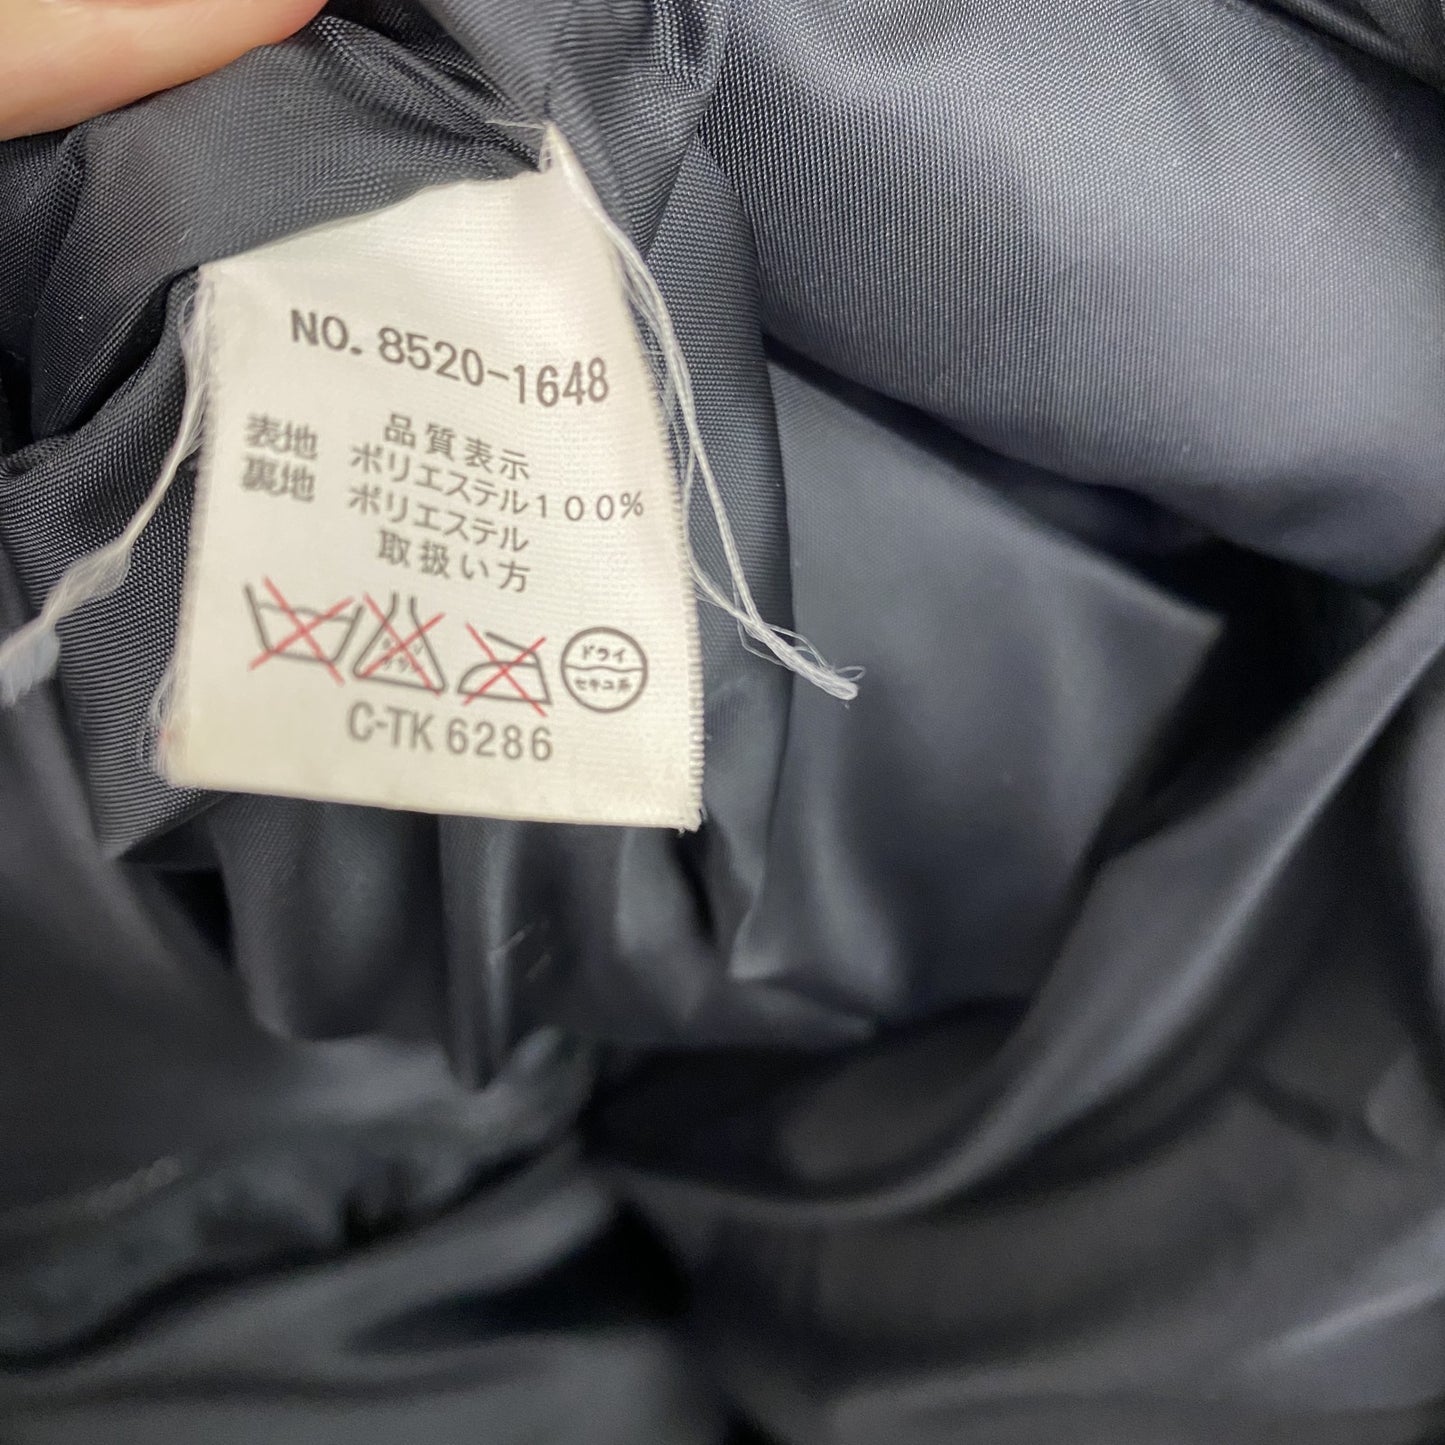 NO. 8520-1648
品質表示
表地 ポリエステル100%
裏地 ポリエステル
取扱い方
ドライ
セキユ系
C-TK 6286